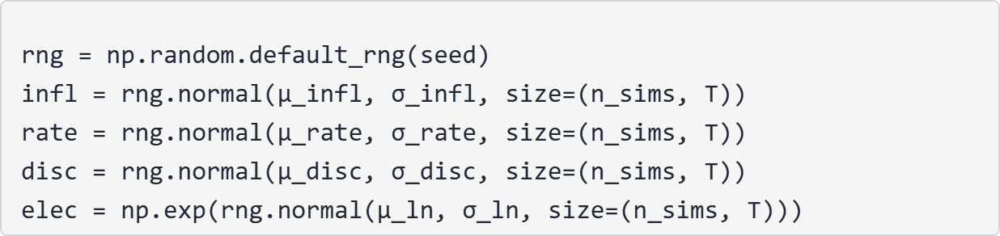 rng = np.random.default_rng(seed)
infl = rng.normal(μ_infl, σ_infl, size=(n_sims, T))
rate = rng.normal(μ_rate, σ_rate, size=(n_sims, T))
disc = rng.normal(μ_disc, σ_disc, size=(n_sims, T))
elec = np.exp(rng.normal(μ_ln, σ_ln, size=(n_sims, T)))